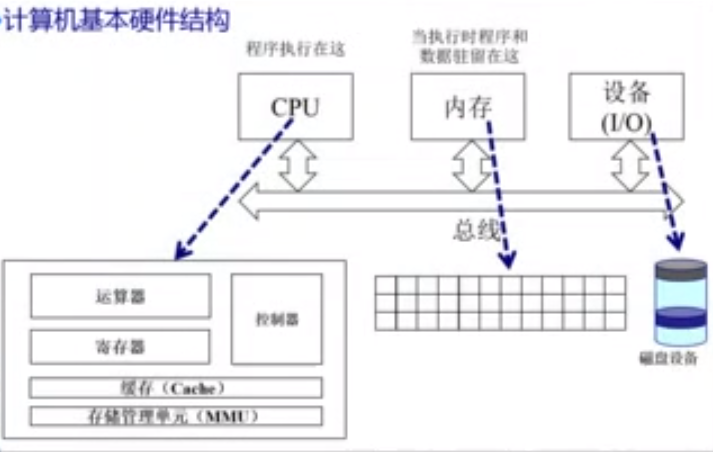 计算机基本硬件结构
程序执行在这
当执行时程序和
数据驻留在这
CPU
内存
设备
(I/O)
总线
运算器
控制器
寄存器
缓存（Cache）
存储管理单元（MMU）
磁盘设备